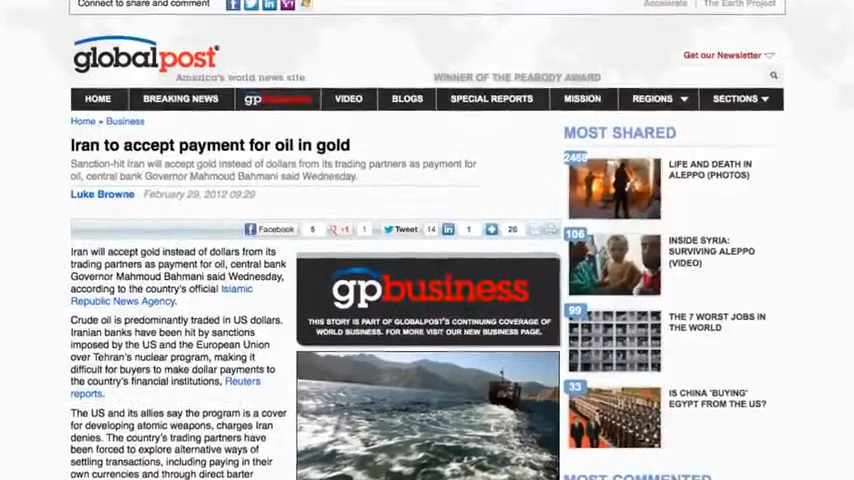 Connect to share and comment
Accelerate | The Earth Project
globalpost
America's world news site
WINNER OF THE PEABODY AWARD
Get our Newsletter
HOME
BREAKING NEWS
gpbusiness
VIDEO
BLOGS
SPECIAL REPORTS
MISSION
REGIONS
SECTIONS
Home » Business
Iran to accept payment for oil in gold
Sanction-hit Iran will accept gold instead of dollars from its trading partners as payment for
oil, central bank Governor Mahmoud Bahmani said Wednesday.
Luke Browne February 29, 2012 09:29
Facebook 5 +1 1 Tweet 14 1 20
Iran will accept gold instead of dollars from its
trading partners as payment for oil, central bank
Governor Mahmoud Bahmani said Wednesday,
according to the country's official Islamic
Republic News Agency.
Crude oil is predominantly traded in US dollars.
Iranian banks have been hit by sanctions
imposed by the US and the European Union
over Tehran's nuclear program, making it
difficult for buyers to make dollar payments to
the country's financial institutions, Reuters
reports.
The US and its allies say the program is a cover
for developing atomic weapons, charges Iran
denies. The country's trading partners have
been forced to explore alternative ways of
settling transactions, including paying in their
own currencies and through direct barter
gpbusiness
THIS STORY IS PART OF GLOBALPOST'S CONTINUING COVERAGE OF
WORLD BUSINESS. FOR MORE VISIT OUR NEW BUSINESS PAGE.
MOST SHARED
2468
LIFE AND DEATH IN
ALEPPO (PHOTOS)
106
INSIDE SYRIA:
SURVIVING ALEPPO
(VIDEO)
99
THE 7 WORST JOBS IN
THE WORLD
33
IS CHINA 'BUYING'
EGYPT FROM THE US?
MOST COMMENTED